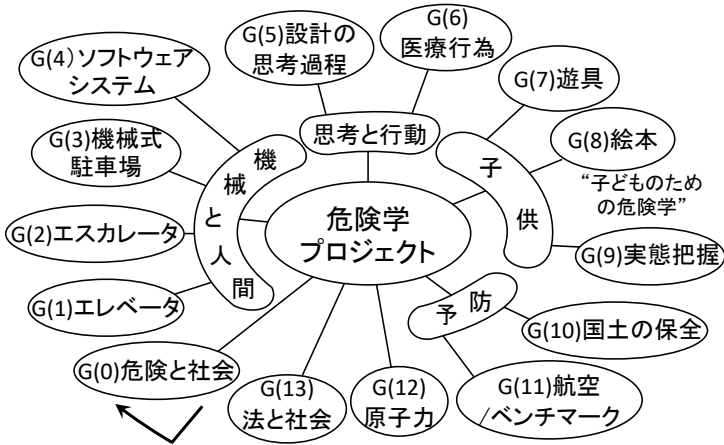 危険学
プロジェクト
機械と人間
思考と行動
子供
予防
G(0)危険と社会
G(1)エレベータ
G(2)エスカレータ
G(3)機械式
駐車場
G(4)ソフトウェア
システム
G(5)設計の
思考過程
G(6)
医療行為
G(7)遊具
G(8)絵本
“子どものため
の危険学”
G(9)実態把握
G(10)国土の保全
G(11)航空
/ベンチマーク
G(12)
原子力
G(13)
法と社会